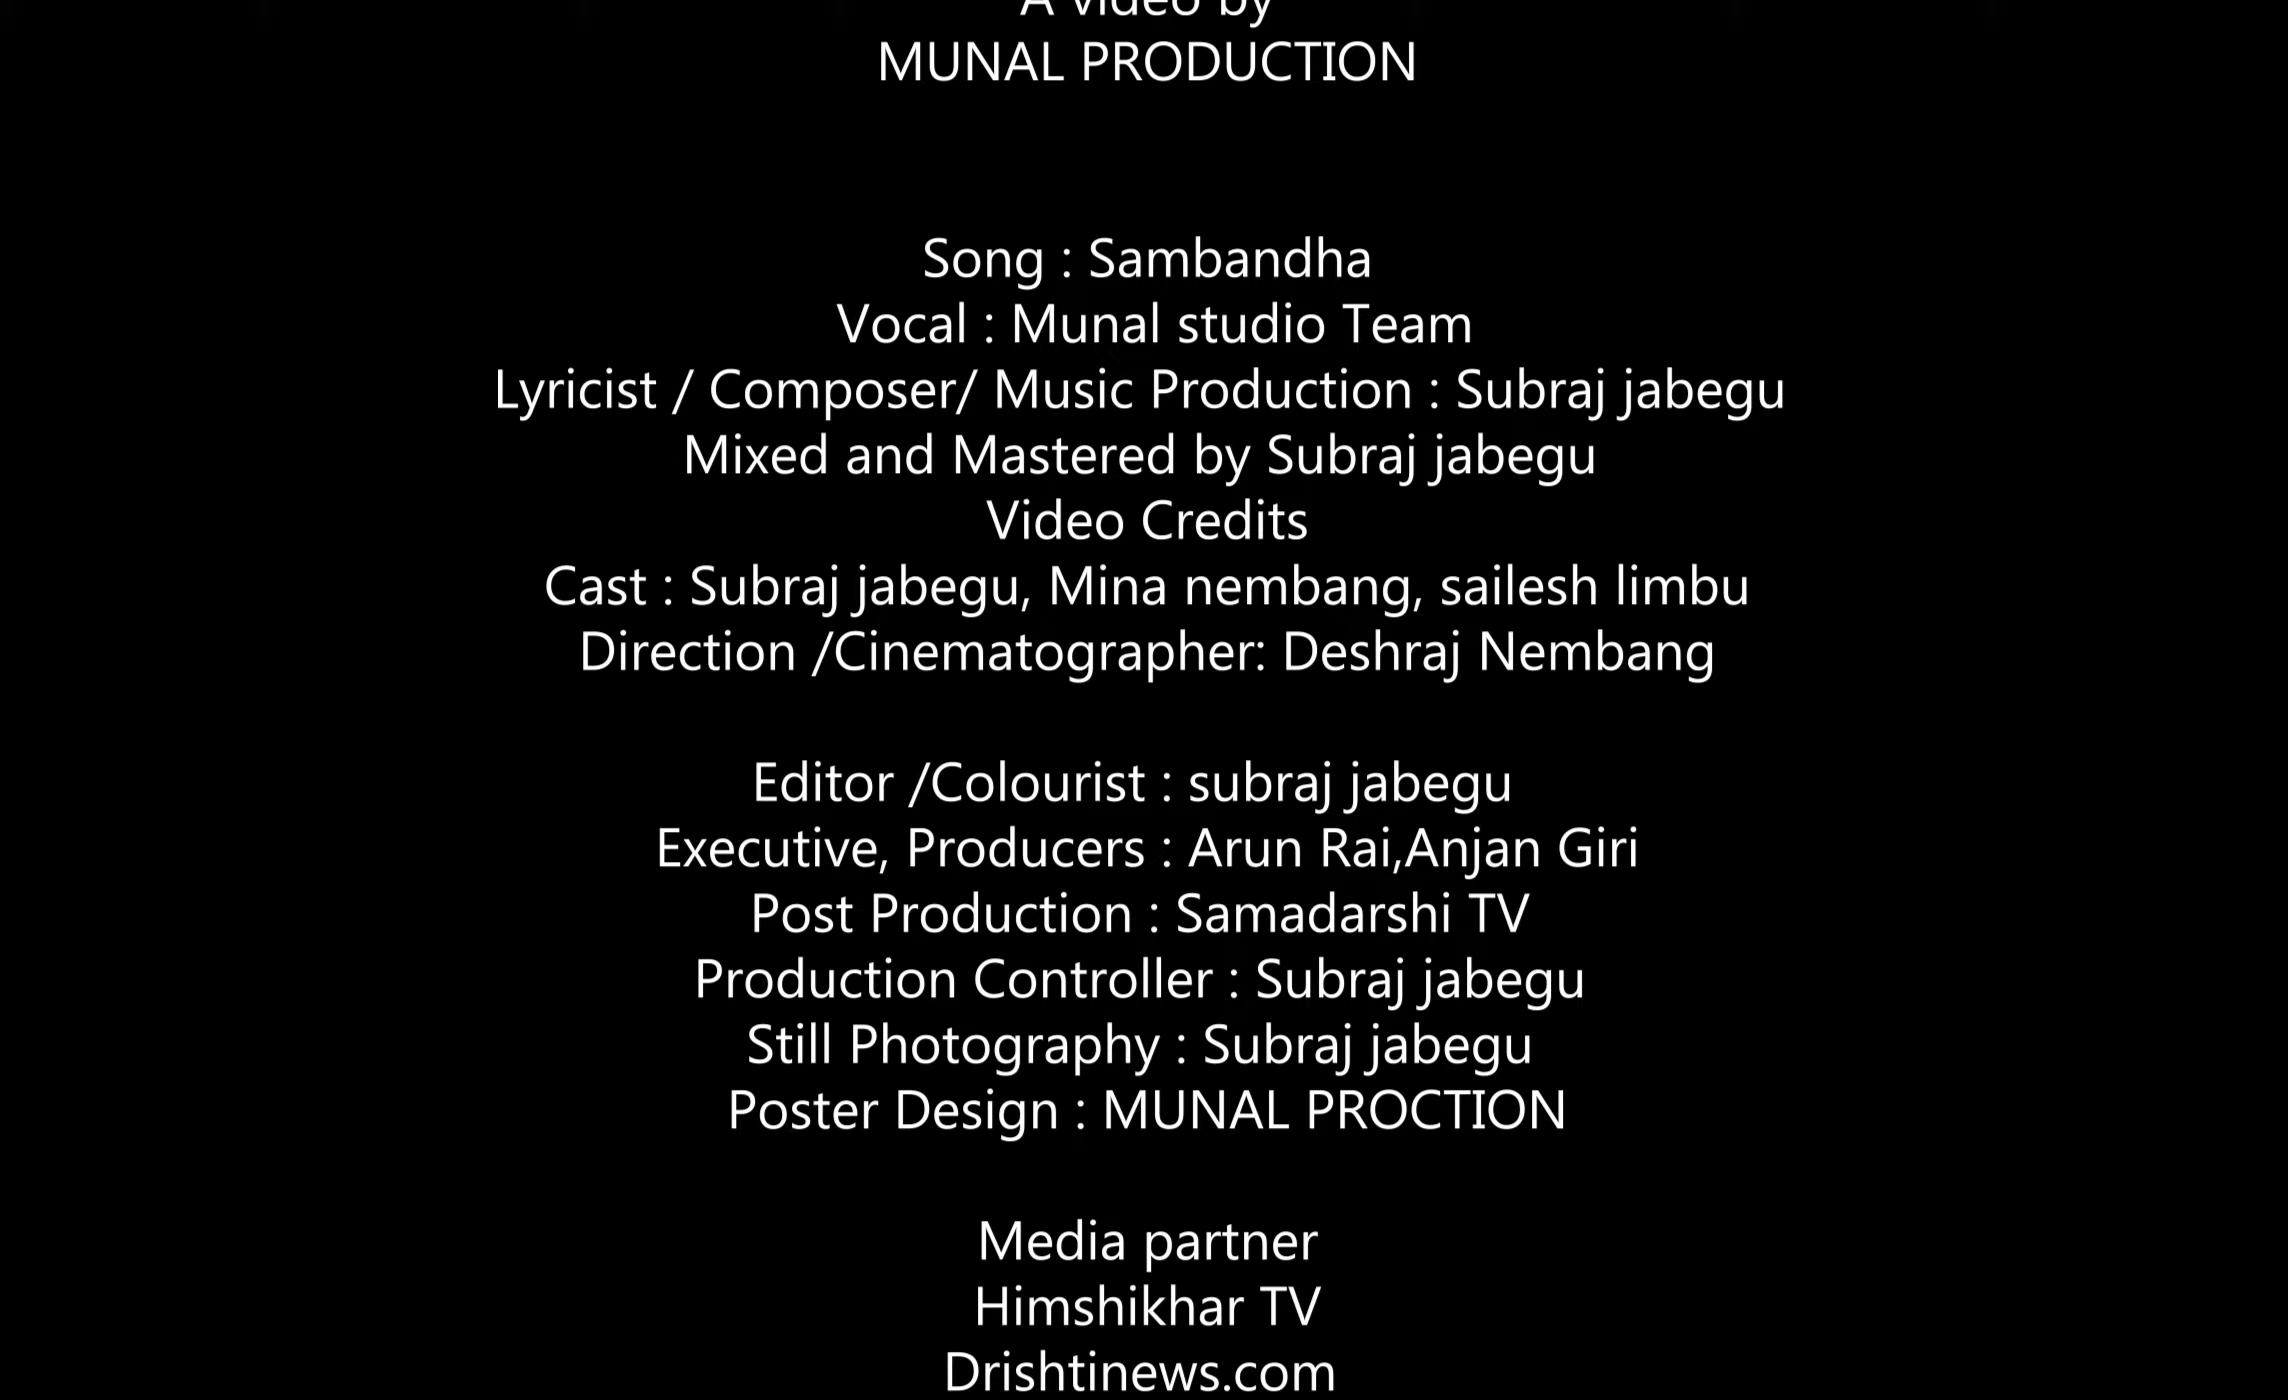 A video by
MUNAL PRODUCTION
Song : Sambandha
Vocal : Munal studio Team
Lyricist / Composer/ Music Production : Subraj jabegu
Mixed and Mastered by Subraj jabegu
Video Credits
Cast : Subraj jabegu, Mina nembang, sailesh limbu
Direction /Cinematographer: Deshraj Nembang
Editor /Colourist : subraj jabegu
Executive, Producers : Arun Rai,Anjan Giri
Post Production : Samadarshi TV
Production Controller : Subraj jabegu
Still Photography : Subraj jabegu
Poster Design : MUNAL PROCTION
Media partner
Himshikhar TV
Drishtinews.com